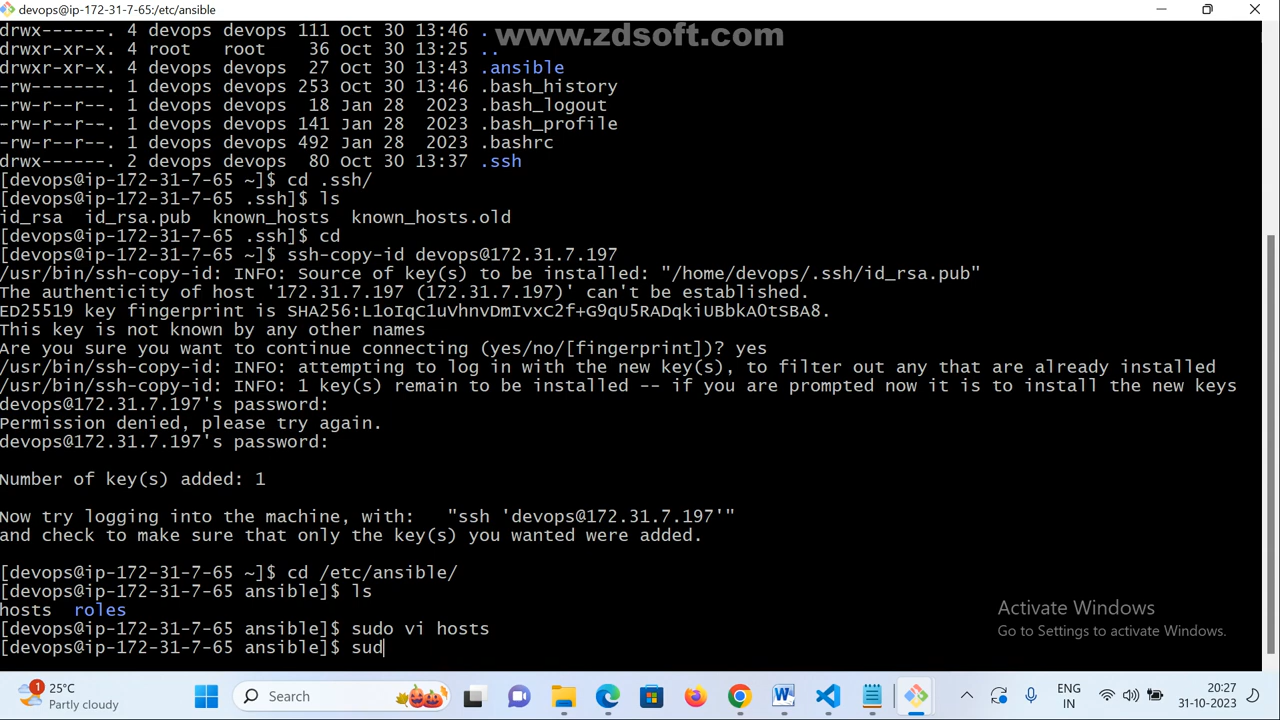 devops@ip-172-31-7-65:/etc/ansible
drwx------. 4 devops devops 111 Oct 30 13:46 .
www.zdsoft.com
drwxr-xr-x. 4 root   root    36 Oct 30 13:25 ..
drwxr-xr-x. 4 devops devops  27 Oct 30 13:43 .ansible
-rw-------. 1 devops devops 253 Oct 30 13:46 .bash_history
-rw-r--r--. 1 devops devops  18 Jan 28  2023 .bash_logout
-rw-r--r--. 1 devops devops 141 Jan 28  2023 .bash_profile
-rw-r--r--. 1 devops devops 492 Jan 28  2023 .bashrc
drwx------. 2 devops devops  80 Oct 30 13:37 .ssh
[devops@ip-172-31-7-65 ~]$ cd .ssh/
[devops@ip-172-31-7-65 .ssh]$ ls
id_rsa  id_rsa.pub  known_hosts  known_hosts.old
[devops@ip-172-31-7-65 .ssh]$ cd
[devops@ip-172-31-7-65 ~]$ ssh-copy-id devops@172.31.7.197
/usr/bin/ssh-copy-id: INFO: Source of key(s) to be installed: "/home/devops/.ssh/id_rsa.pub"
The authenticity of host '172.31.7.197 (172.31.7.197)' can't be established.
ED25519 key fingerprint is SHA256:L1oIqC1uVhnvDmIvxC2f+G9qU5RADqkiUBbkAOtSBA8.
This key is not known by any other names
Are you sure you want to continue connecting (yes/no/[fingerprint])? yes
/usr/bin/ssh-copy-id: INFO: attempting to log in with the new key(s), to filter out any that are already installed
/usr/bin/ssh-copy-id: INFO: 1 key(s) remain to be installed -- if you are prompted now it is to install the new keys
devops@172.31.7.197's password:
Permission denied, please try again.
devops@172.31.7.197's password:
Number of key(s) added: 1
Now try logging into the machine, with:   "ssh 'devops@172.31.7.197'"
and check to make sure that only the key(s) you wanted were added.
[devops@ip-172-31-7-65 ~]$ cd /etc/ansible/
[devops@ip-172-31-7-65 ansible]$ ls
hosts  roles
[devops@ip-172-31-7-65 ansible]$ sudo vi hosts
[devops@ip-172-31-7-65 ansible]$ sud
Activate Windows
Go to Settings to activate Windows.
1
25°C
Partly cloudy
Search
ENG
IN
20:27
31-10-2023